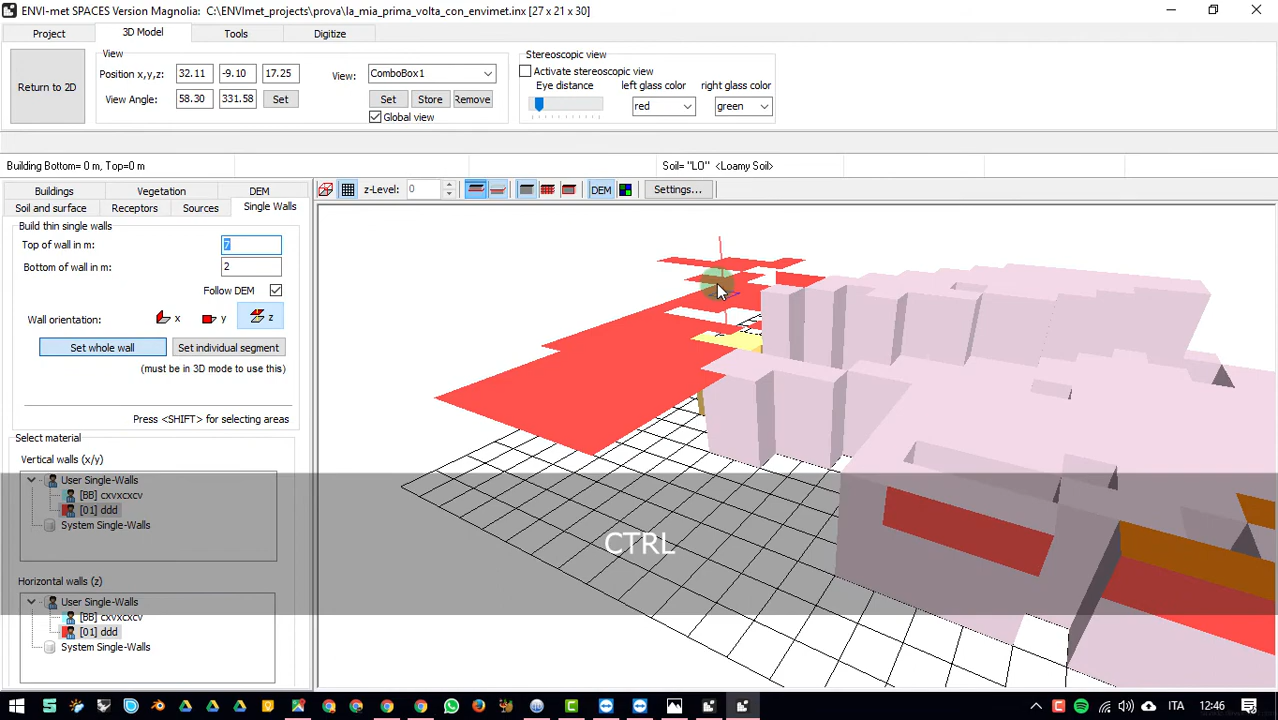 ENVI-met SPACES Version Magnolia: C:\ENVImet_projects\prova\la_mia_prima_volta_con_envimet.inx [27 x 21 x 30]
Project
3D Model
Tools
Digitize
Return to 2D
View
Position x,y,z: 32.11 -9.10 17.25
View Angle: 58.30 331.58 Set
View: ComboBox1
Set Store Remove
Global view
Stereoscopic view
Activate stereoscopic view
Eye distance left glass color right glass color
red green
Building Bottom= 0 m, Top=0 m
Soil= "LO" <Loamy Soil>
Buildings Vegetation DEM
Soil and surface Receptors Sources Single Walls
z-Level: 0 DEM Settings...
Build thin single walls
Top of wall in m: 7
Bottom of wall in m: 2
Follow DEM
Wall orientation: x y z
Set whole wall Set individual segment
(must be in 3D mode to use this)
Press <SHIFT> for selecting areas
Select material
Vertical walls (x/y)
User Single-Walls
[BB] cxvxcxcv
[01] ddd
System Single-Walls
Horizontal walls (z)
User Single-Walls
[BB] cxvxcxcv
[01] ddd
System Single-Walls
CTRL
ITA 12:46